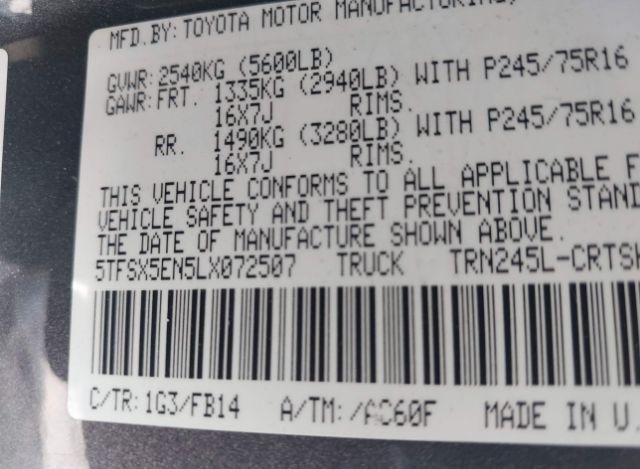 MFD.BY: TOYOTA MOTOR MANUFACTURING,
GVWR: 2540KG (5600LB)
GAWR: FRT. 1335KG (2940LB) WITH P245/75R16
16X7J RIMS.
RR. 1490KG (3280LB) WITH P245/75R16
16X7J RIMS.
THIS VEHICLE CONFORMS TO ALL APPLICABLE F
VEHICLE SAFETY AND THEFT PREVENTION STAND
THE DATE OF MANUFACTURE SHOWN ABOVE.
5TFSX5EN5LX072507 TRUCK TRN245L-CRTSK
C/TR: 1G3/FB14 A/TM: /AC60F MADE IN U.